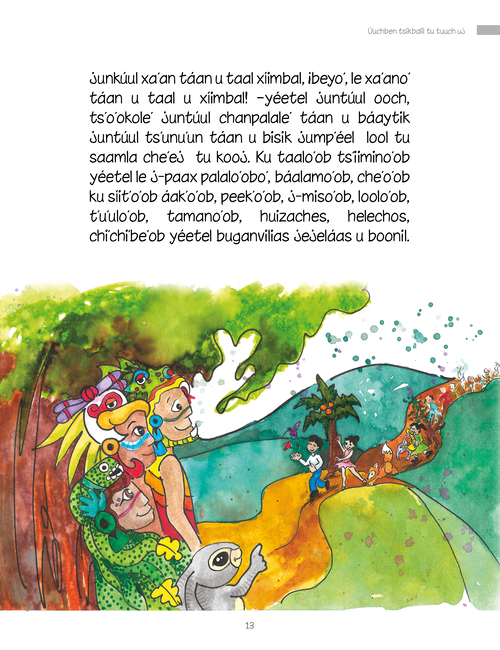 Úuchben tsikbalil tu tuuch uj
Junkúul xa'an táan u taal xíimbal, ¡beyo', le xa'ano'
táan u taal u xíimbal! –yéetel juntúul ooch,
ts'o'okole' juntúul chanpalale' táan u báaytik
juntúul ts'unu'un táan u bisik jump'éel lool tu
saamla che'ej tu kooj. Ku taalo'ob tsíimino'ob
yéetel le j-paax palalo'obo', báalamo'ob, che'o'ob
ku síit'o'ob áak'o'ob, peek'o'ob, j-miso'ob, loolo'ob,
t'u'ulo'ob, tamano'ob, huizaches, helechos,
chi'chi'be'ob yéetel buganvilias jejeláas u boonil.
13